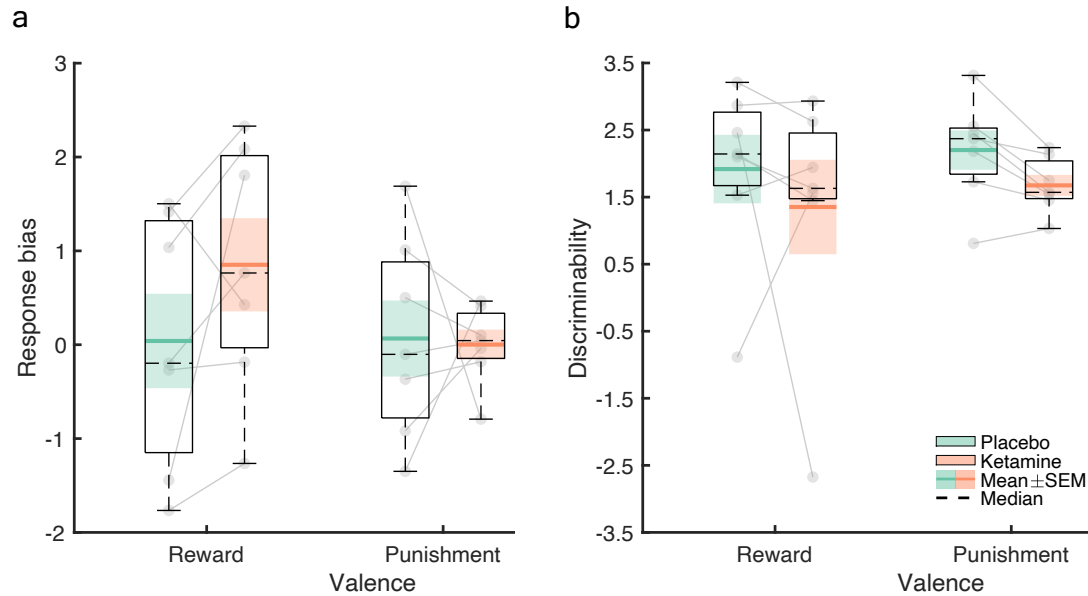 a
3
2
1
0
-1
-2
Response bias
Reward
Punishment
Valence
b
3.5
2.5
1.5
0.5
-0.5
-1.5
-2.5
-3.5
Discriminability
Placebo
Ketamine
Mean±SEM
Median
Reward
Punishment
Valence